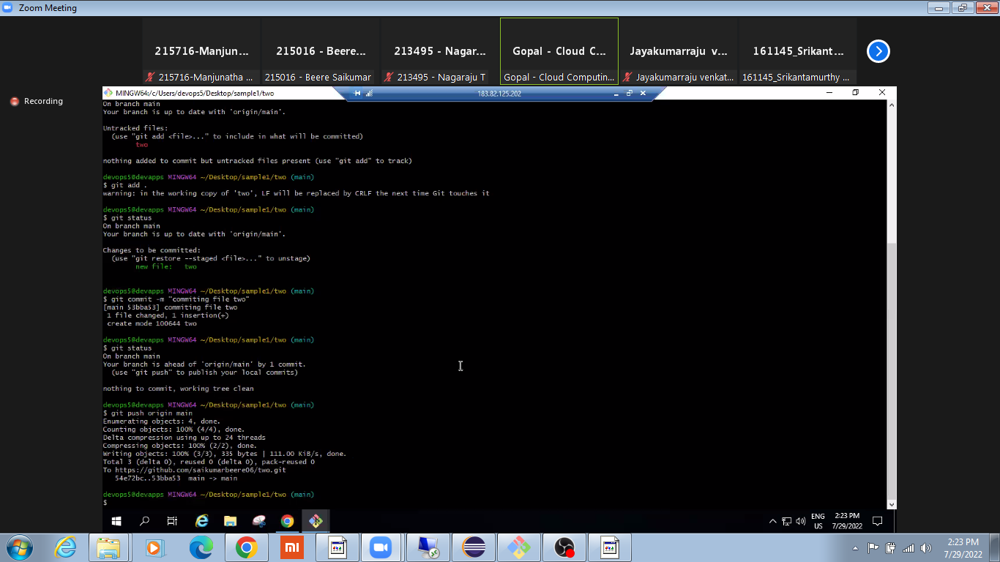 Zoom Meeting
215716-Manjun... 215016 - Beere... 213495 - Nagar... Gopal - Cloud C... Jayakumarraju v... 161145_Srikant...
215716-Manjunatha ... 215016 - Beere Saikumar 213495 - Nagaraju T Gopal - Cloud Computin... Jayakumarraju venkat... 161145_Srikantamurthy ...
Recording
MINGW64:/c/Users/devops5/Desktop/sample1/two
183.82.125.202
On branch main
Your branch is up to date with 'origin/main'.
Untracked files:
(use "git add <file>..." to include in what will be committed)
two
nothing added to commit but untracked files present (use "git add" to track)
devops5@devapps MINGW64 ~/Desktop/sample1/two (main)
$ git add .
warning: in the working copy of 'two', LF will be replaced by CRLF the next time Git touches it
devops5@devapps MINGW64 ~/Desktop/sample1/two (main)
$ git status
On branch main
Your branch is up to date with 'origin/main'.
Changes to be committed:
(use "git restore --staged <file>..." to unstage)
new file: two
devops5@devapps MINGW64 ~/Desktop/sample1/two (main)
$ git commit -m "commiting file two"
[main 53bba53] commiting file two
1 file changed, 1 insertion(+)
create mode 100644 two
devops5@devapps MINGW64 ~/Desktop/sample1/two (main)
$ git status
On branch main
Your branch is ahead of 'origin/main' by 1 commit.
(use "git push" to publish your local commits)
nothing to commit, working tree clean
devops5@devapps MINGW64 ~/Desktop/sample1/two (main)
$ git push origin main
Enumerating objects: 4, done.
Counting objects: 100% (4/4), done.
Delta compression using up to 24 threads
Compressing objects: 100% (2/2), done.
Writing objects: 100% (3/3), 335 bytes | 111.00 KiB/s, done.
Total 3 (delta 0), reused 0 (delta 0), pack-reused 0
To https://github.com/saikumarbeere06/two.git
54e72bc..53bba53 main -> main
devops5@devapps MINGW64 ~/Desktop/sample1/two (main)
$
ENG 2:23 PM
US 7/29/2022
mi
2:23 PM
7/29/2022